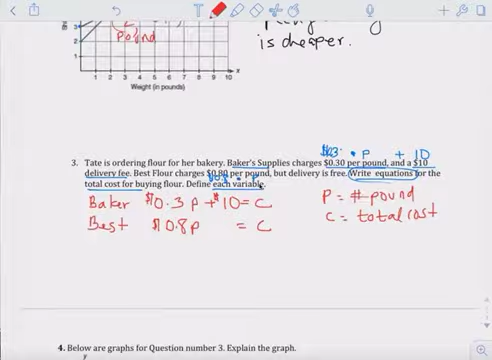 is cheaper.
3
2
1
pound
1 2 3 4 5 6 7 8 9 10
x
Weight (in pounds)
$0.3 • P + 10
3. Tate is ordering flour for her bakery. Baker's Supplies charges $0.30 per pound, and a $10
delivery fee. Best Flour charges $0.80 per pound, but delivery is free. Write equations for the
$0.8 • P
total cost for buying flour. Define each variable.
Baker $0.3P + $10 = C
P = # pound
Best $0.8P = C
C = total cost
4. Below are graphs for Question number 3. Explain the graph.
y